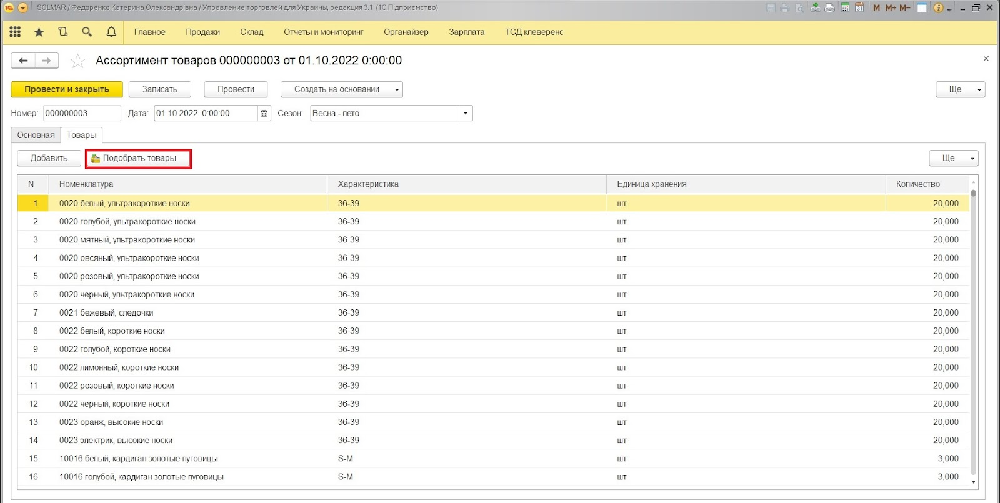 SOLMAR / Федоренко Катерина Олександрівна / Управление торговлей для Украины, редакция 3.1 (1С:Підприємство)
M M+ M-
Главное Продажи Склад Отчеты и мониторинг Органайзер Зарплата ТСД клеверенс
Ассортимент товаров 000000003 от 01.10.2022 0:00:00
Провести и закрыть Записать Провести Создать на основании Ще
Номер: 000000003 Дата: 01.10.2022 0:00:00 Сезон: Весна - лето
Основная Товары
Добавить Подобрать товары Ще
N Номенклатура Характеристика Единица хранения Количество
1 0020 белый, ультракороткие носки 36-39 шт 20,000
2 0020 голубой, ультракороткие носки 36-39 шт 20,000
3 0020 мятный, ультракороткие носки 36-39 шт 20,000
4 0020 овсяный, ультракороткие носки 36-39 шт 20,000
5 0020 розовый, ультракороткие носки 36-39 шт 20,000
6 0020 черный, ультракороткие носки 36-39 шт 20,000
7 0021 бежевый, следочки 36-39 шт 20,000
8 0022 белый, короткие носки 36-39 шт 20,000
9 0022 голубой, короткие носки 36-39 шт 20,000
10 0022 лимонный, короткие носки 36-39 шт 20,000
11 0022 розовый, короткие носки 36-39 шт 20,000
12 0022 черный, короткие носки 36-39 шт 20,000
13 0023 оранж, высокие носки 36-39 шт 20,000
14 0023 электрик, высокие носки 36-39 шт 20,000
15 10016 белый, кардиган золотые пуговицы S-M шт 3,000
16 10016 голубой, кардиган золотые пуговицы S-M шт 3,000